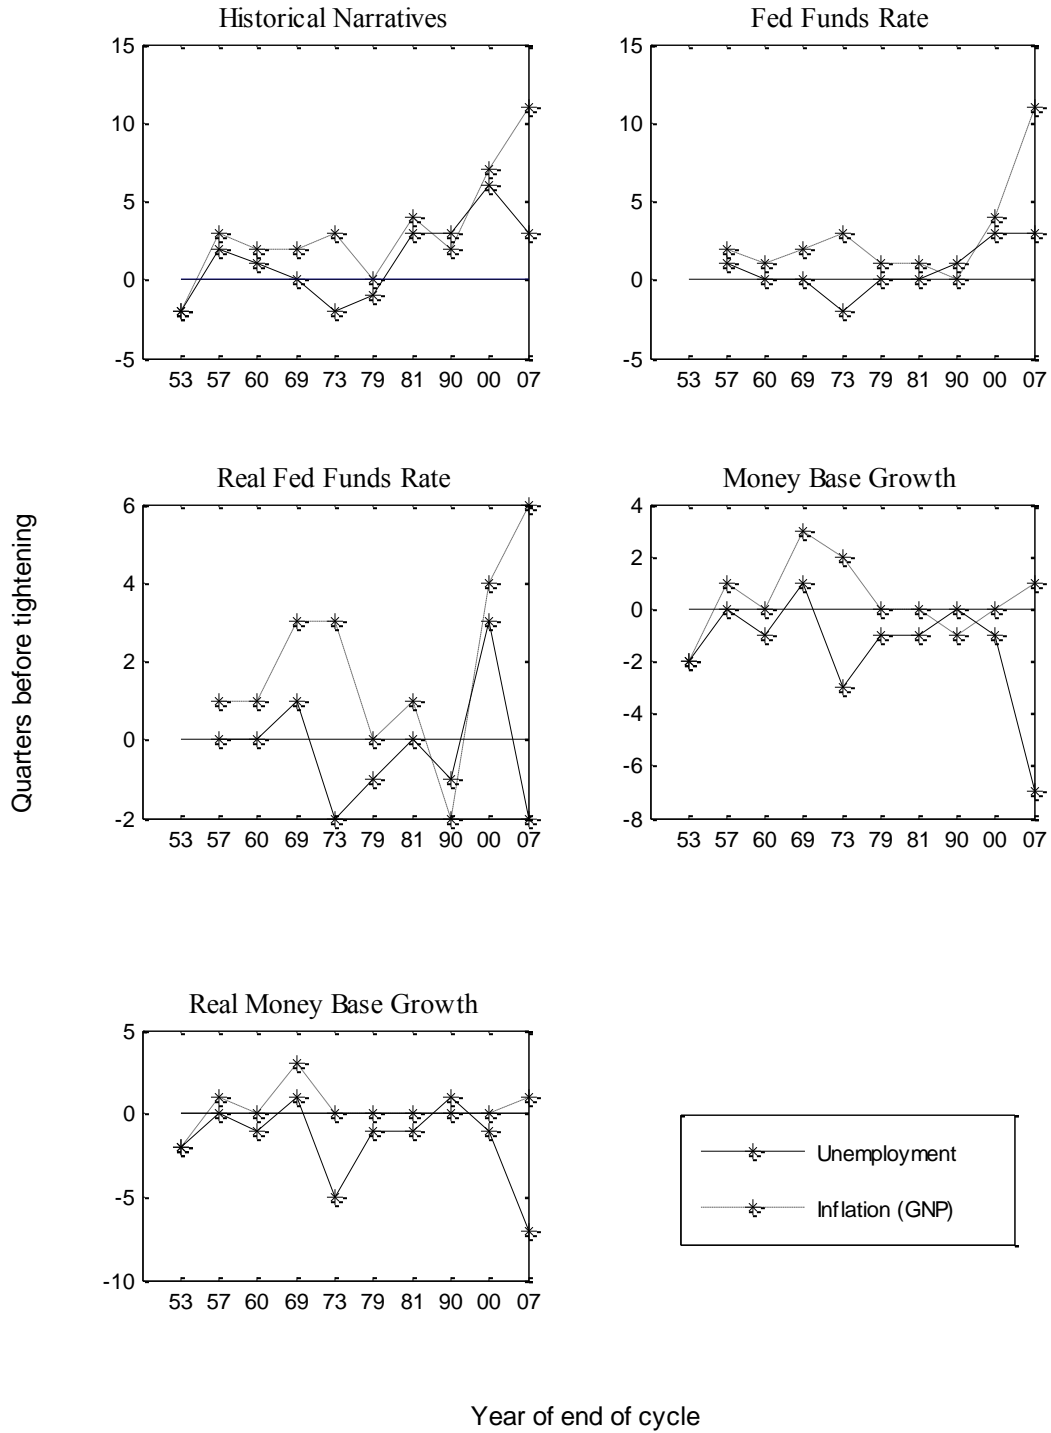 Historical Narratives
15
10
5
0
-5
53 57 60 69 73 79 81 90 00 07
Fed Funds Rate
15
10
5
0
-5
53 57 60 69 73 79 81 90 00 07
Quarters before tightening
Real Fed Funds Rate
6
4
2
0
-2
53 57 60 69 73 79 81 90 00 07
Money Base Growth
4
2
0
-2
-4
-6
-8
53 57 60 69 73 79 81 90 00 07
Real Money Base Growth
5
0
-5
-10
53 57 60 69 73 79 81 90 00 07
Unemployment
Inflation (GNP)
Year of end of cycle